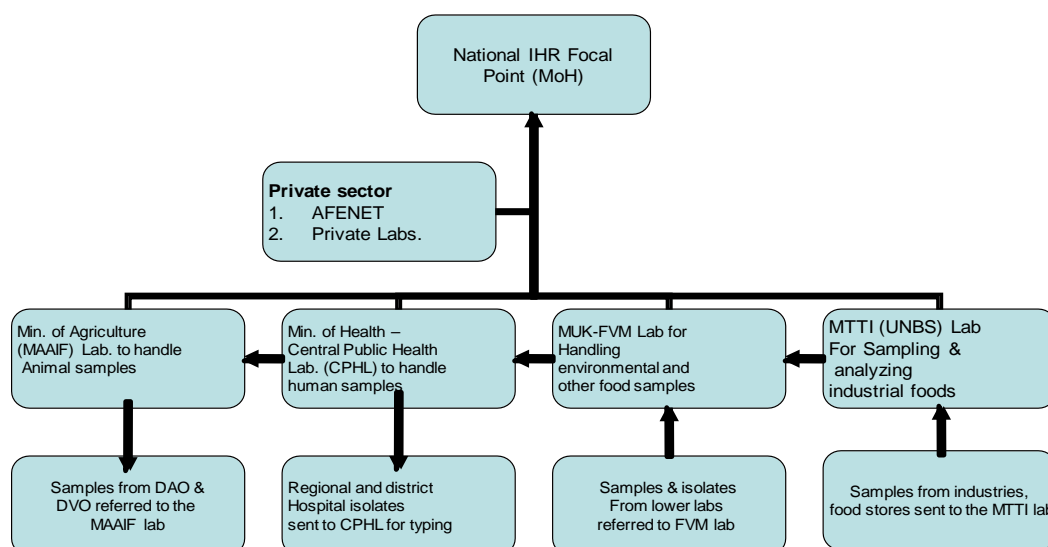 National IHR Focal
Point (MoH)
Private sector
1. AFENET
2. Private Labs.
Min. of Agriculture
(MAAIF) Lab. to handle
Animal samples
Min. of Health –
Central Public Health
Lab. (CPHL) to handle
human samples
MUK-FVM Lab for
Handling
environmental and
other food samples
MTTI (UNBS) Lab
For Sampling &
analyzing
industrial foods
Samples from DAO &
DVO referred to the
MAAIF lab
Regional and district
Hospital isolates
sent to CPHL for typing
Samples & isolates
From lower labs
referred to FVM lab
Samples from industries,
food stores sent to the MTTI lab